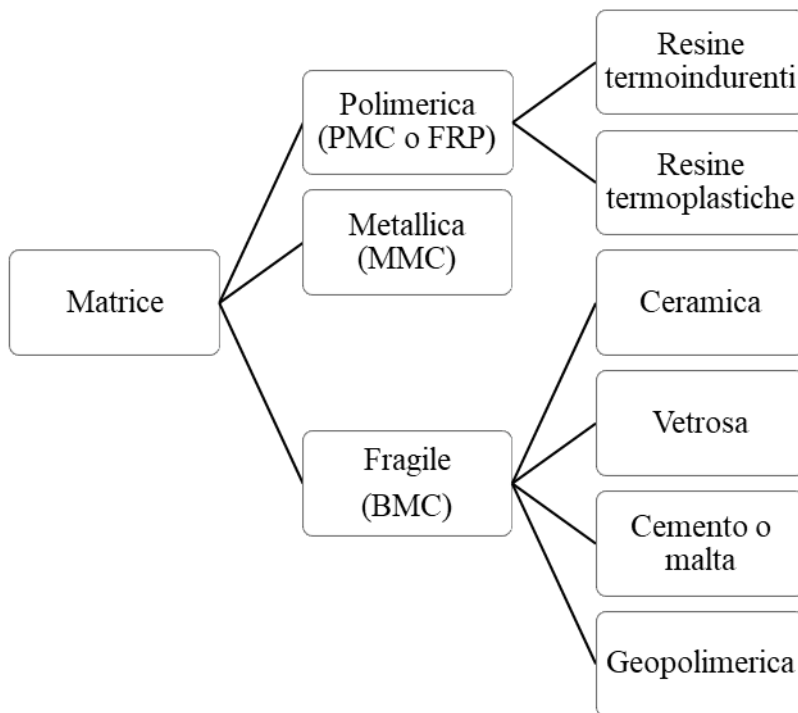 Matrice
Polimerica
(PMC o FRP)
Resine
termoindurenti
Resine
termoplastiche
Metallica
(MMC)
Fragile
(BMC)
Ceramica
Vetrosa
Cemento o
malta
Geopolimerica